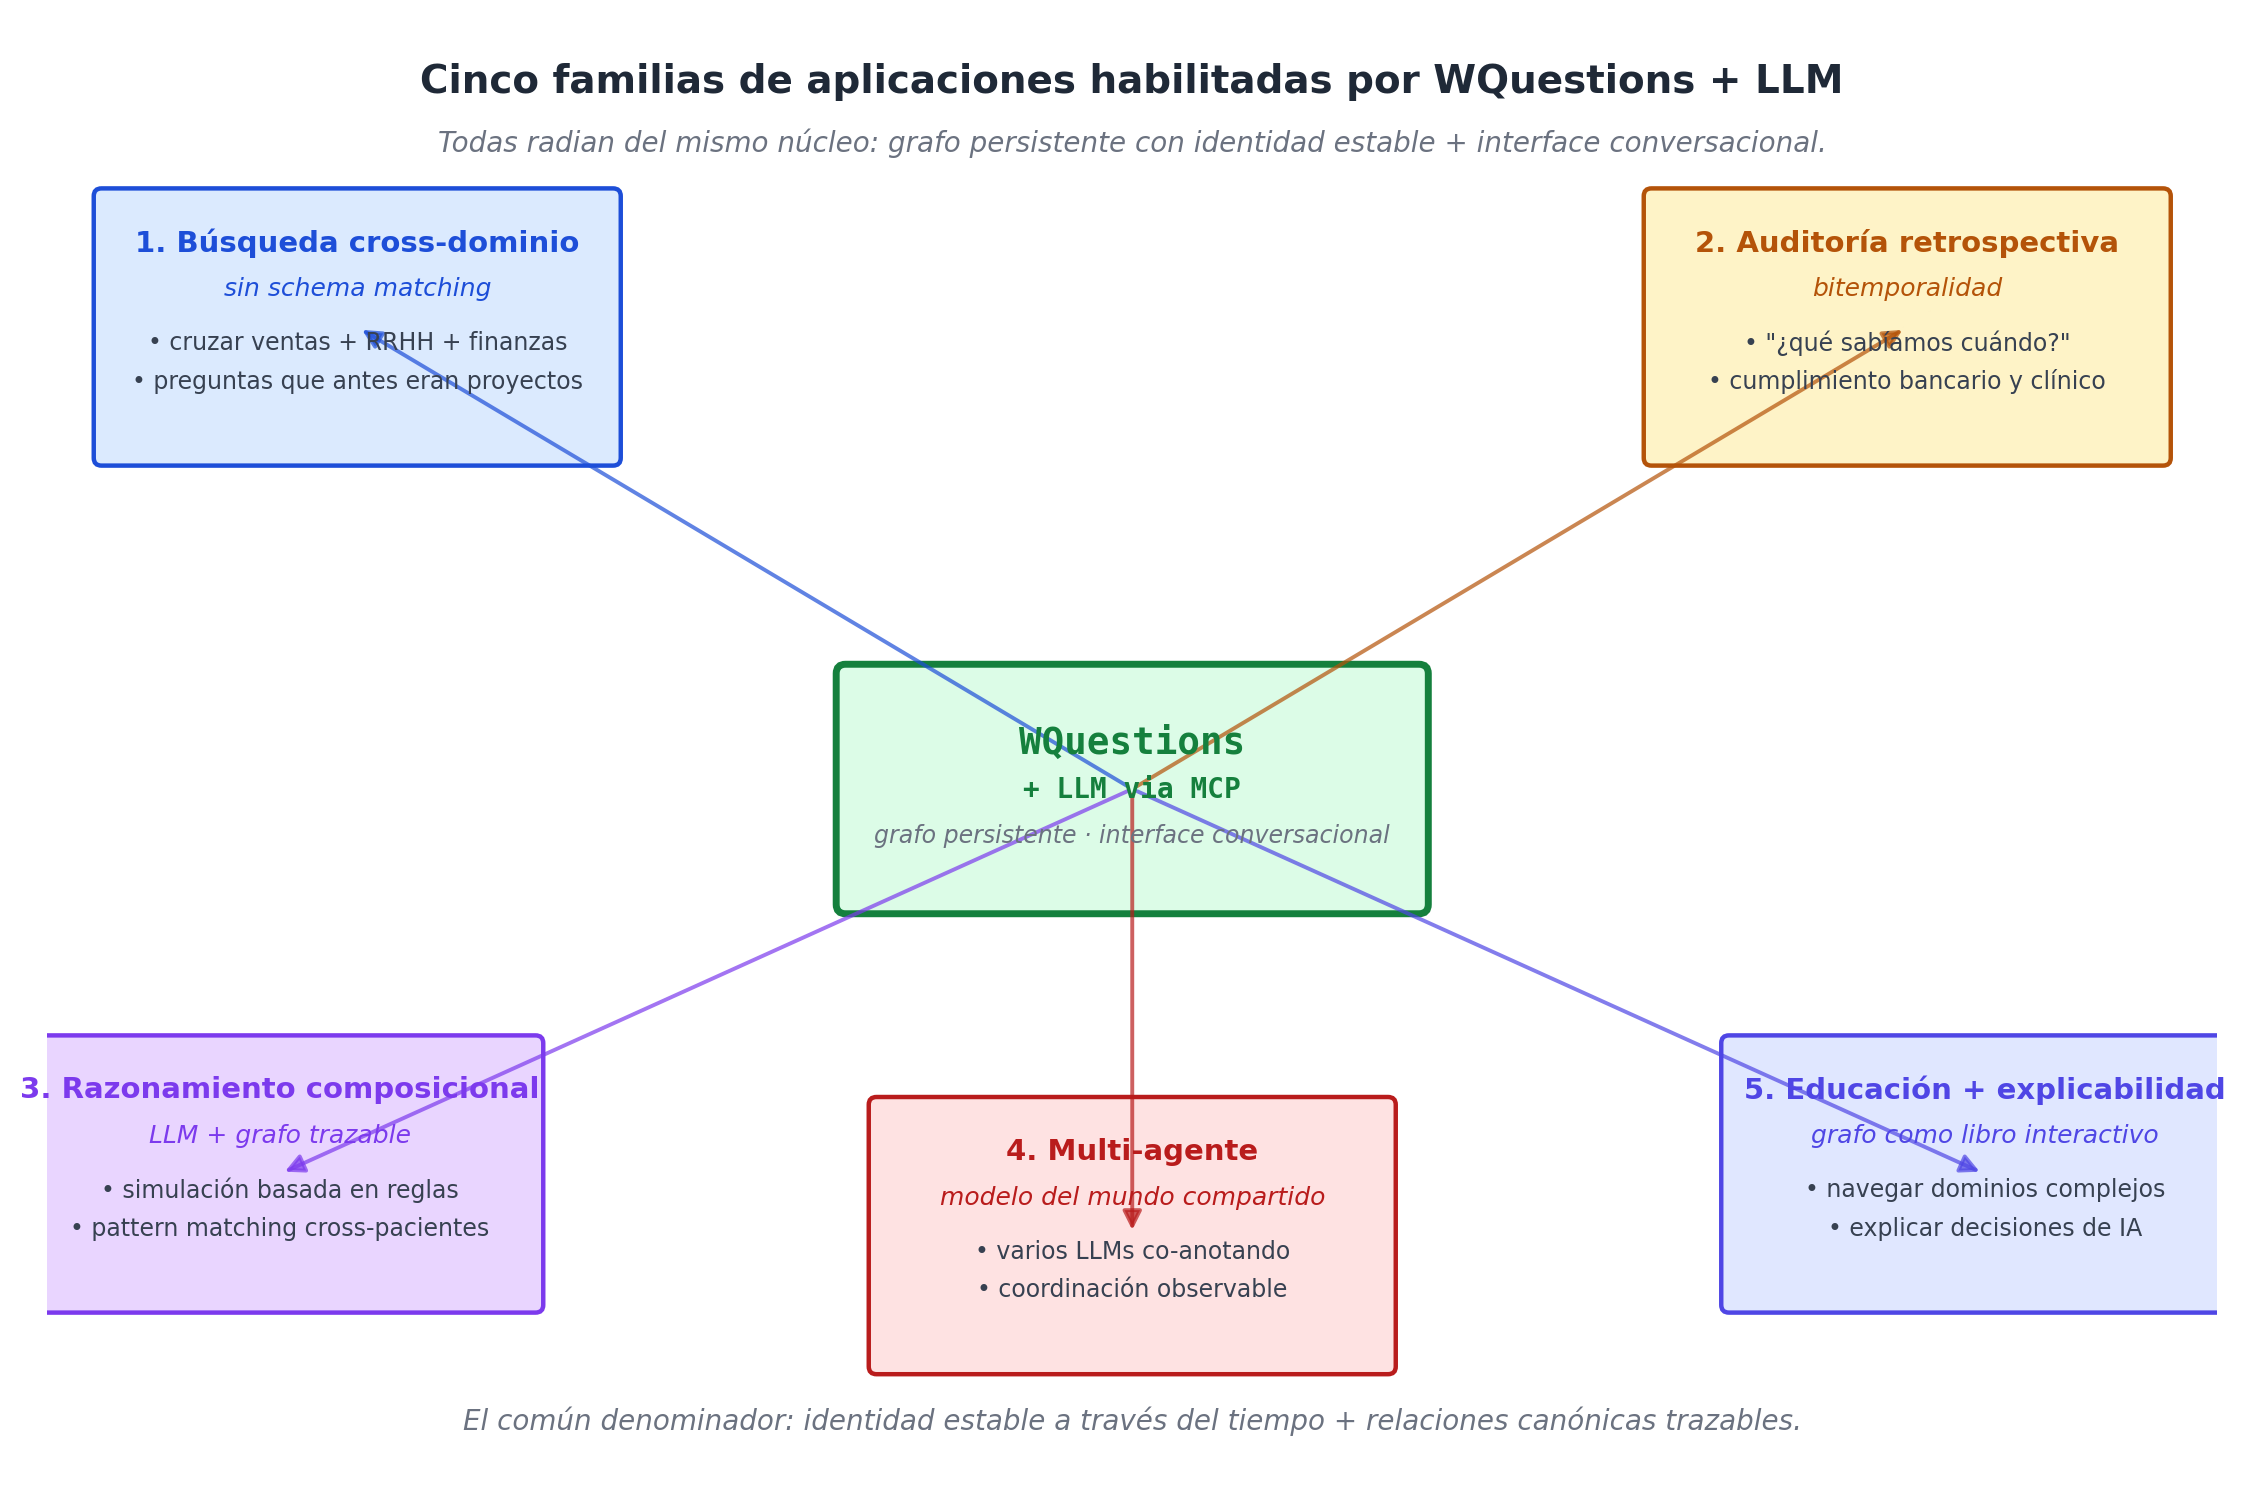 Cinco familias de aplicaciones habilitadas por WQuestions + LLM
Todas radian del mismo núcleo: grafo persistente con identidad estable + interface conversacional.
1. Búsqueda cross-dominio
sin schema matching
• cruzar ventas + RRHH + finanzas
• preguntas que antes eran proyectos
2. Auditoría retrospectiva
bitemporalidad
• "¿qué sabíamos cuándo?"
• cumplimiento bancario y clínico
WQuestions
+ LLM via MCP
grafo persistente · interface conversacional
3. Razonamiento composicional
LLM + grafo trazable
• simulación basada en reglas
• pattern matching cross-pacientes
4. Multi-agente
modelo del mundo compartido
• varios LLMs co-anotando
• coordinación observable
5. Educación + explicabilidad
grafo como libro interactivo
• navegar dominios complejos
• explicar decisiones de IA
El común denominador: identidad estable a través del tiempo + relaciones canónicas trazables.